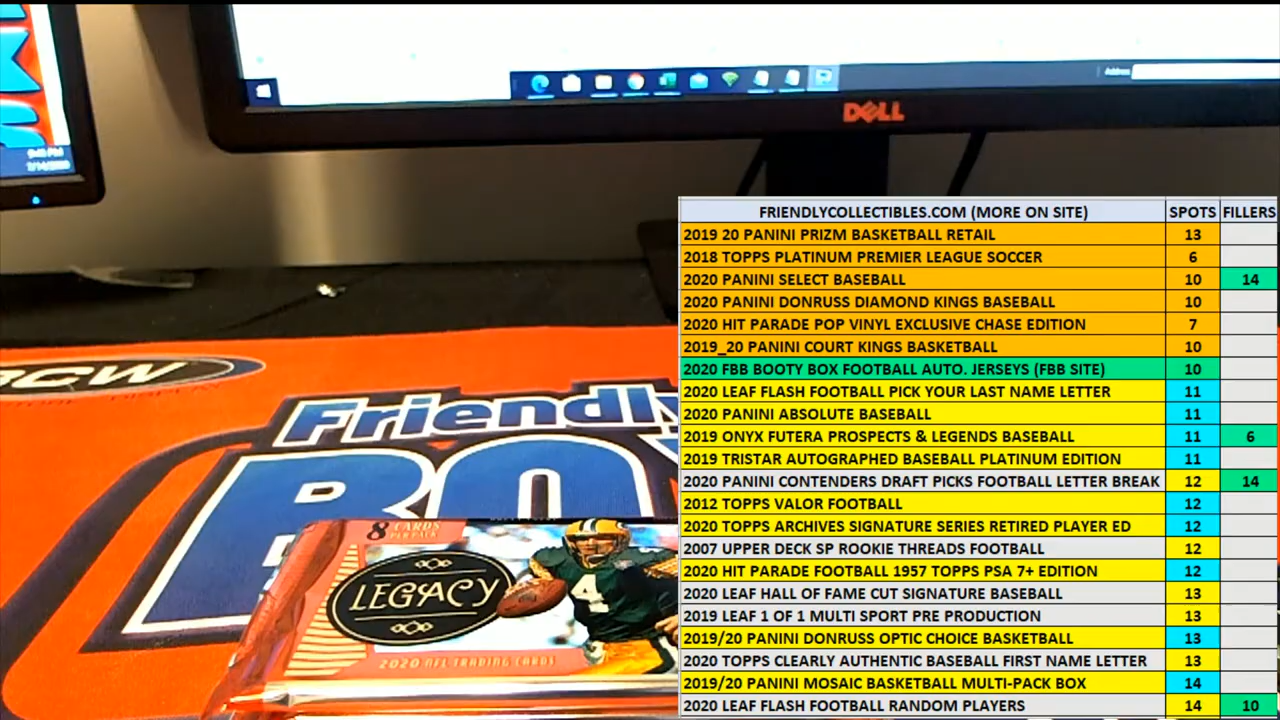 Address
DELL
9:46 PM
7/14/2020
BCW
Friendly
BOX
8 CARDS
PER PACK
LEGACY
4
2020 NFL TRADING CARDS
FRIENDLYCOLLECTIBLES.COM (MORE ON SITE) SPOTS FILLERS
2019 20 PANINI PRIZM BASKETBALL RETAIL 13
2018 TOPPS PLATINUM PREMIER LEAGUE SOCCER 6
2020 PANINI SELECT BASEBALL 10 14
2020 PANINI DONRUSS DIAMOND KINGS BASEBALL 10
2020 HIT PARADE POP VINYL EXCLUSIVE CHASE EDITION 7
2019_20 PANINI COURT KINGS BASKETBALL 10
2020 FBB BOOTY BOX FOOTBALL AUTO. JERSEYS (FBB SITE) 10
2020 LEAF FLASH FOOTBALL PICK YOUR LAST NAME LETTER 11
2020 PANINI ABSOLUTE BASEBALL 11
2019 ONYX FUTERA PROSPECTS & LEGENDS BASEBALL 11 6
2019 TRISTAR AUTOGRAPHED BASEBALL PLATINUM EDITION 11
2020 PANINI CONTENDERS DRAFT PICKS FOOTBALL LETTER BREAK 12 14
2012 TOPPS VALOR FOOTBALL 12
2020 TOPPS ARCHIVES SIGNATURE SERIES RETIRED PLAYER ED 12
2007 UPPER DECK SP ROOKIE THREADS FOOTBALL 12
2020 HIT PARADE FOOTBALL 1957 TOPPS PSA 7+ EDITION 12
2020 LEAF HALL OF FAME CUT SIGNATURE BASEBALL 13
2019 LEAF 1 OF 1 MULTI SPORT PRE PRODUCTION 13
2019/20 PANINI DONRUSS OPTIC CHOICE BASKETBALL 13
2020 TOPPS CLEARLY AUTHENTIC BASEBALL FIRST NAME LETTER 13
2019/20 PANINI MOSAIC BASKETBALL MULTI-PACK BOX 14
2020 LEAF FLASH FOOTBALL RANDOM PLAYERS 14 10